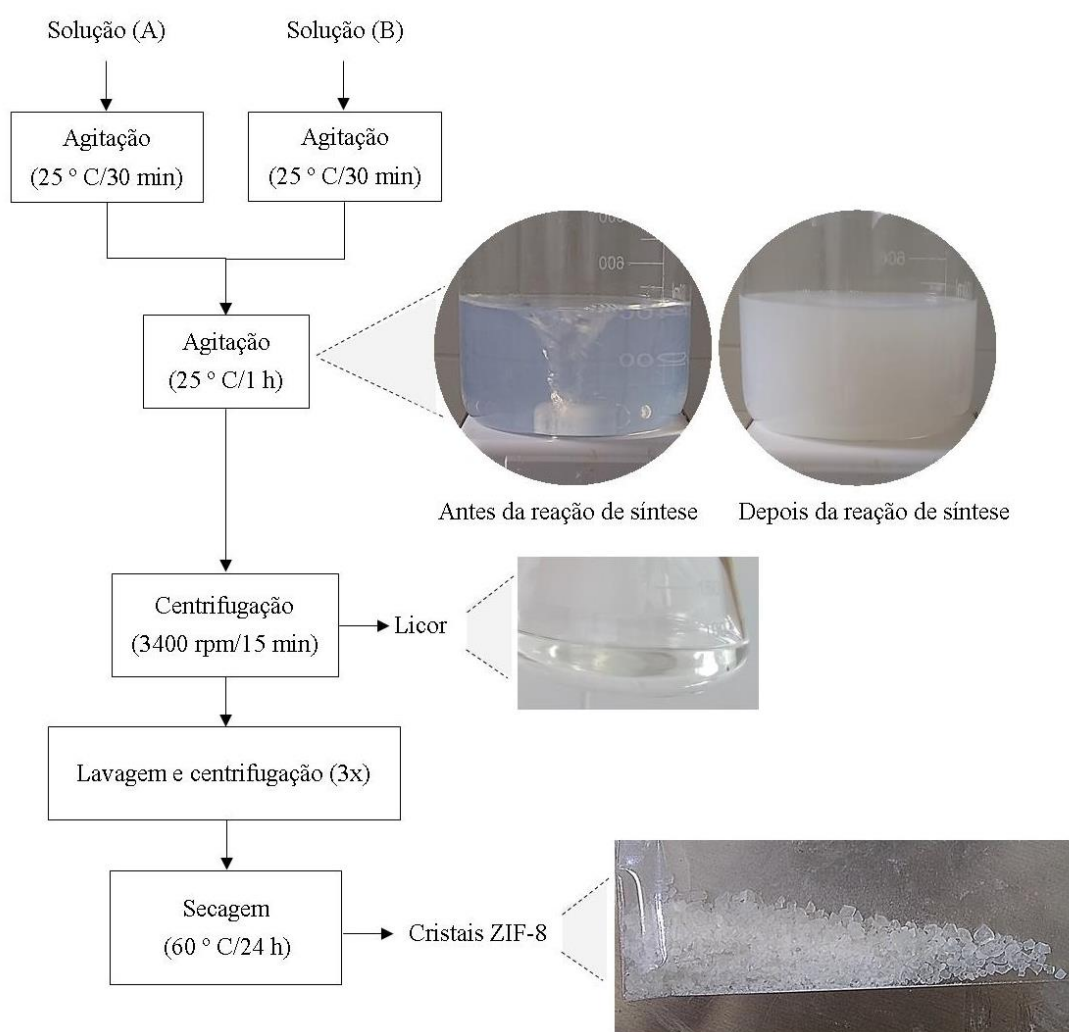 Solução (A)
Solução (B)
Agitação
(25 º C/30 min)
Agitação
(25 º C/30 min)
Agitação
(25 º C/1 h)
600
600
Antes da reação de síntese
Depois da reação de síntese
Centrifugação
(3400 rpm/15 min)
Licor
Lavagem e centrifugação (3x)
Secagem
(60 º C/24 h)
Cristais ZIF-8